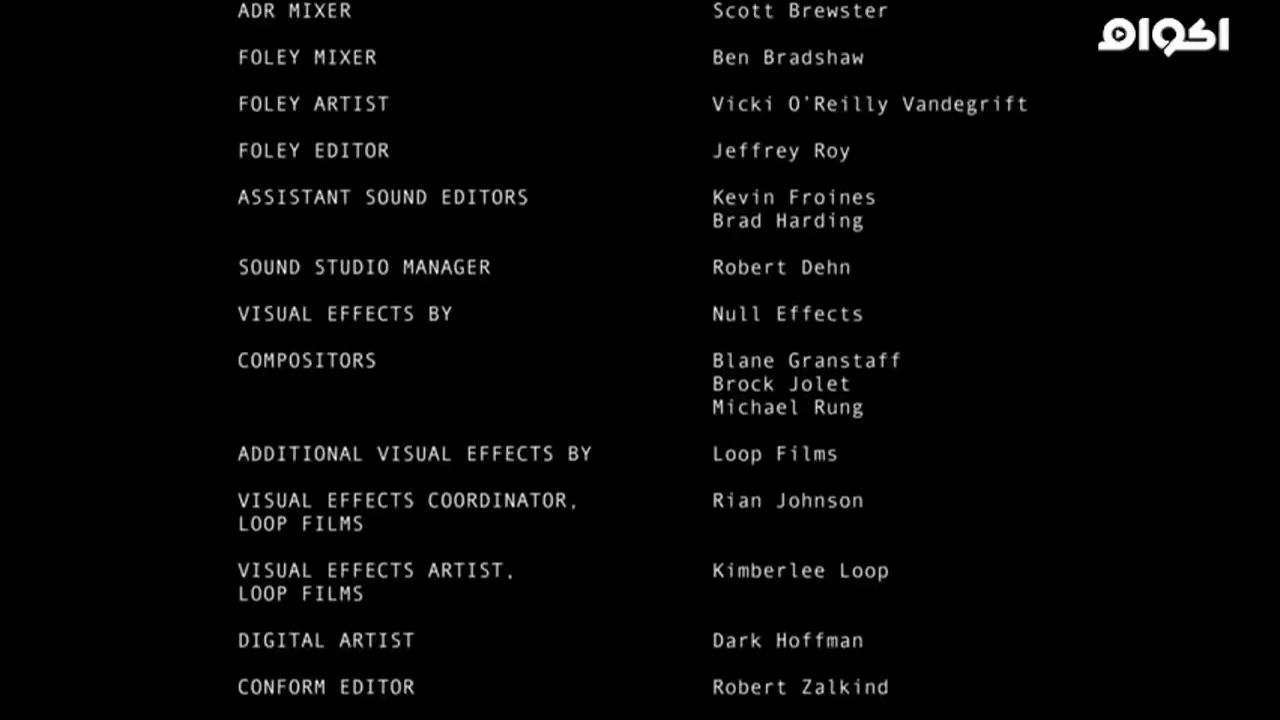 ADR MIXER Scott Brewster
اكوام
FOLEY MIXER Ben Bradshaw
FOLEY ARTIST Vicki O'Reilly Vandegrift
FOLEY EDITOR Jeffrey Roy
ASSISTANT SOUND EDITORS Kevin Froines
Brad Harding
SOUND STUDIO MANAGER Robert Dehn
VISUAL EFFECTS BY Null Effects
COMPOSITORS Blane Granstaff
Brock Jolet
Michael Rung
ADDITIONAL VISUAL EFFECTS BY Loop Films
VISUAL EFFECTS COORDINATOR, Rian Johnson
LOOP FILMS
VISUAL EFFECTS ARTIST, Kimberlee Loop
LOOP FILMS
DIGITAL ARTIST Dark Hoffman
CONFORM EDITOR Robert Zalkind